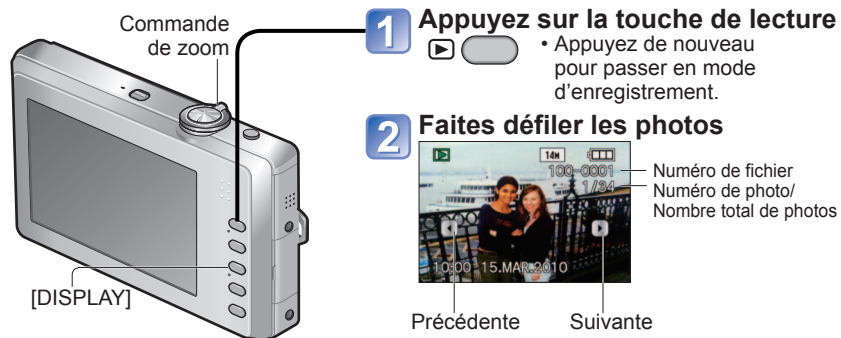 Commande
de zoom
[DISPLAY]
1 Appuyez sur la touche de lecture
• Appuyez de nouveau
pour passer en mode
d'enregistrement.
2 Faites défiler les photos
14M
100-0001
1/34
10:00 15.MAR.2010
Numéro de fichier
Numéro de photo/
Nombre total de photos
Précédente Suivante